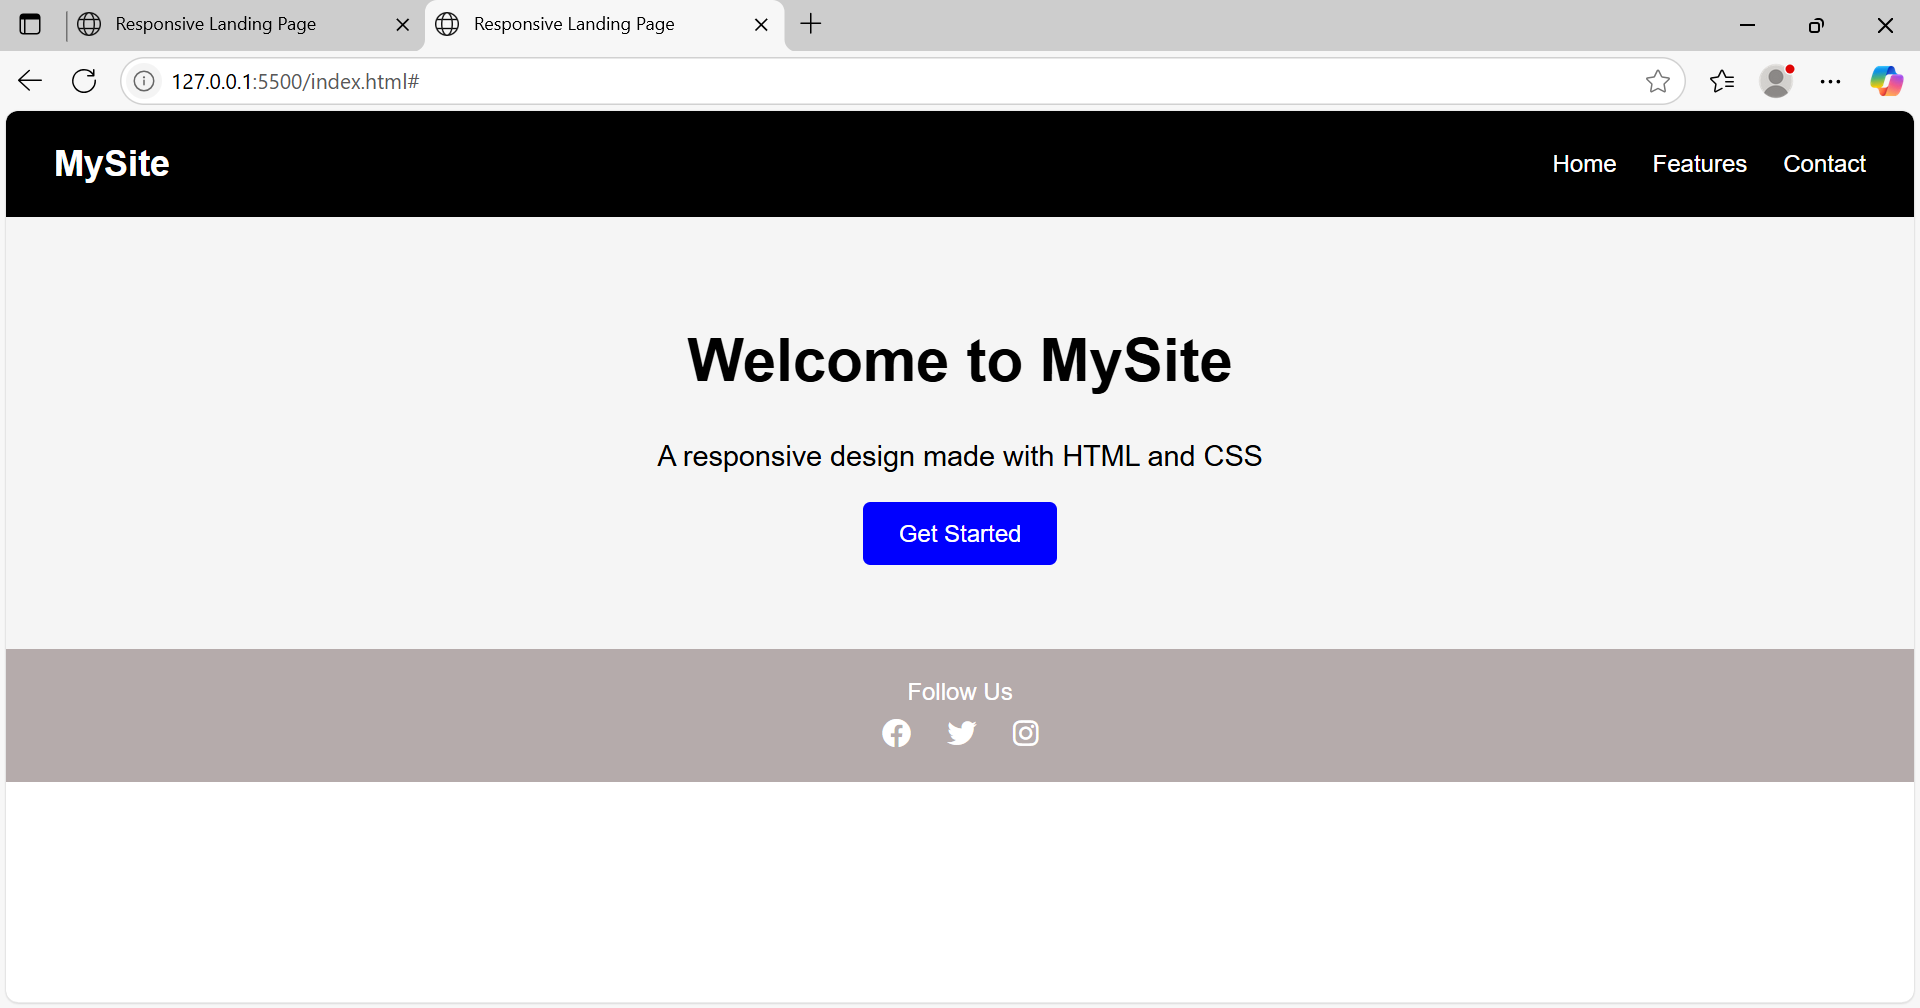 Responsive Landing Page
Responsive Landing Page
127.0.0.1:5500/index.html#
MySite
Home Features Contact
Welcome to MySite
A responsive design made with HTML and CSS
Get Started
Follow Us